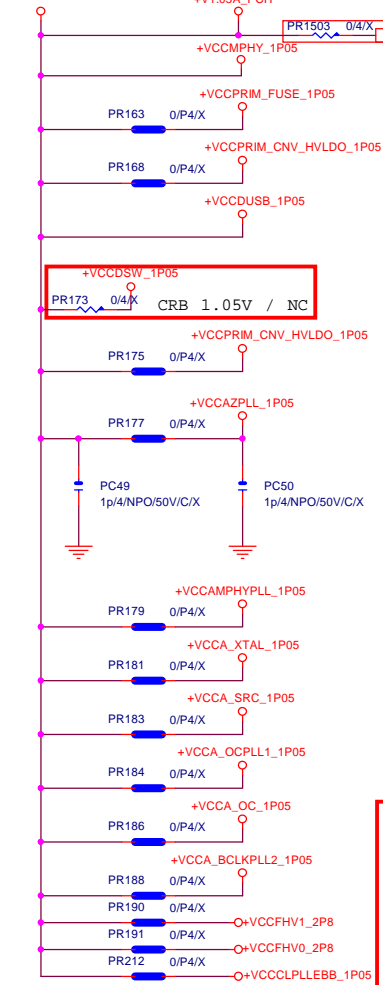 +V1.05A_PCH
PR1503 0/4/X
+VCCMPHY_1P05
+VCCPRIM_FUSE_1P05
PR163 0/P4/X
+VCCPRIM_CNV_HVLDO_1P05
PR168 0/P4/X
+VCCDUSB_1P05
+VCCDSW_1P05
PR173 0/4/X
CRB 1.05V / NC
+VCCPRIM_CNV_HVLDO_1P05
PR175 0/P4/X
+VCCAZPLL_1P05
PR177 0/P4/X
PC49
1p/4/NPO/50V/C/X
PC50
1p/4/NPO/50V/C/X
+VCCAMPHYPLL_1P05
PR179 0/P4/X
+VCCA_XTAL_1P05
PR181 0/P4/X
+VCCA_SRC_1P05
PR183 0/P4/X
+VCCA_OCPLL1_1P05
PR184 0/P4/X
+VCCA_OC_1P05
PR186 0/P4/X
+VCCA_BCLKPLL2_1P05
PR188 0/P4/X
PR190 0/P4/X
+VCCFHV1_2P8
PR191 0/P4/X
+VCCFHV0_2P8
PR212 0/P4/X
+VCCCLPLLEBB_1P05